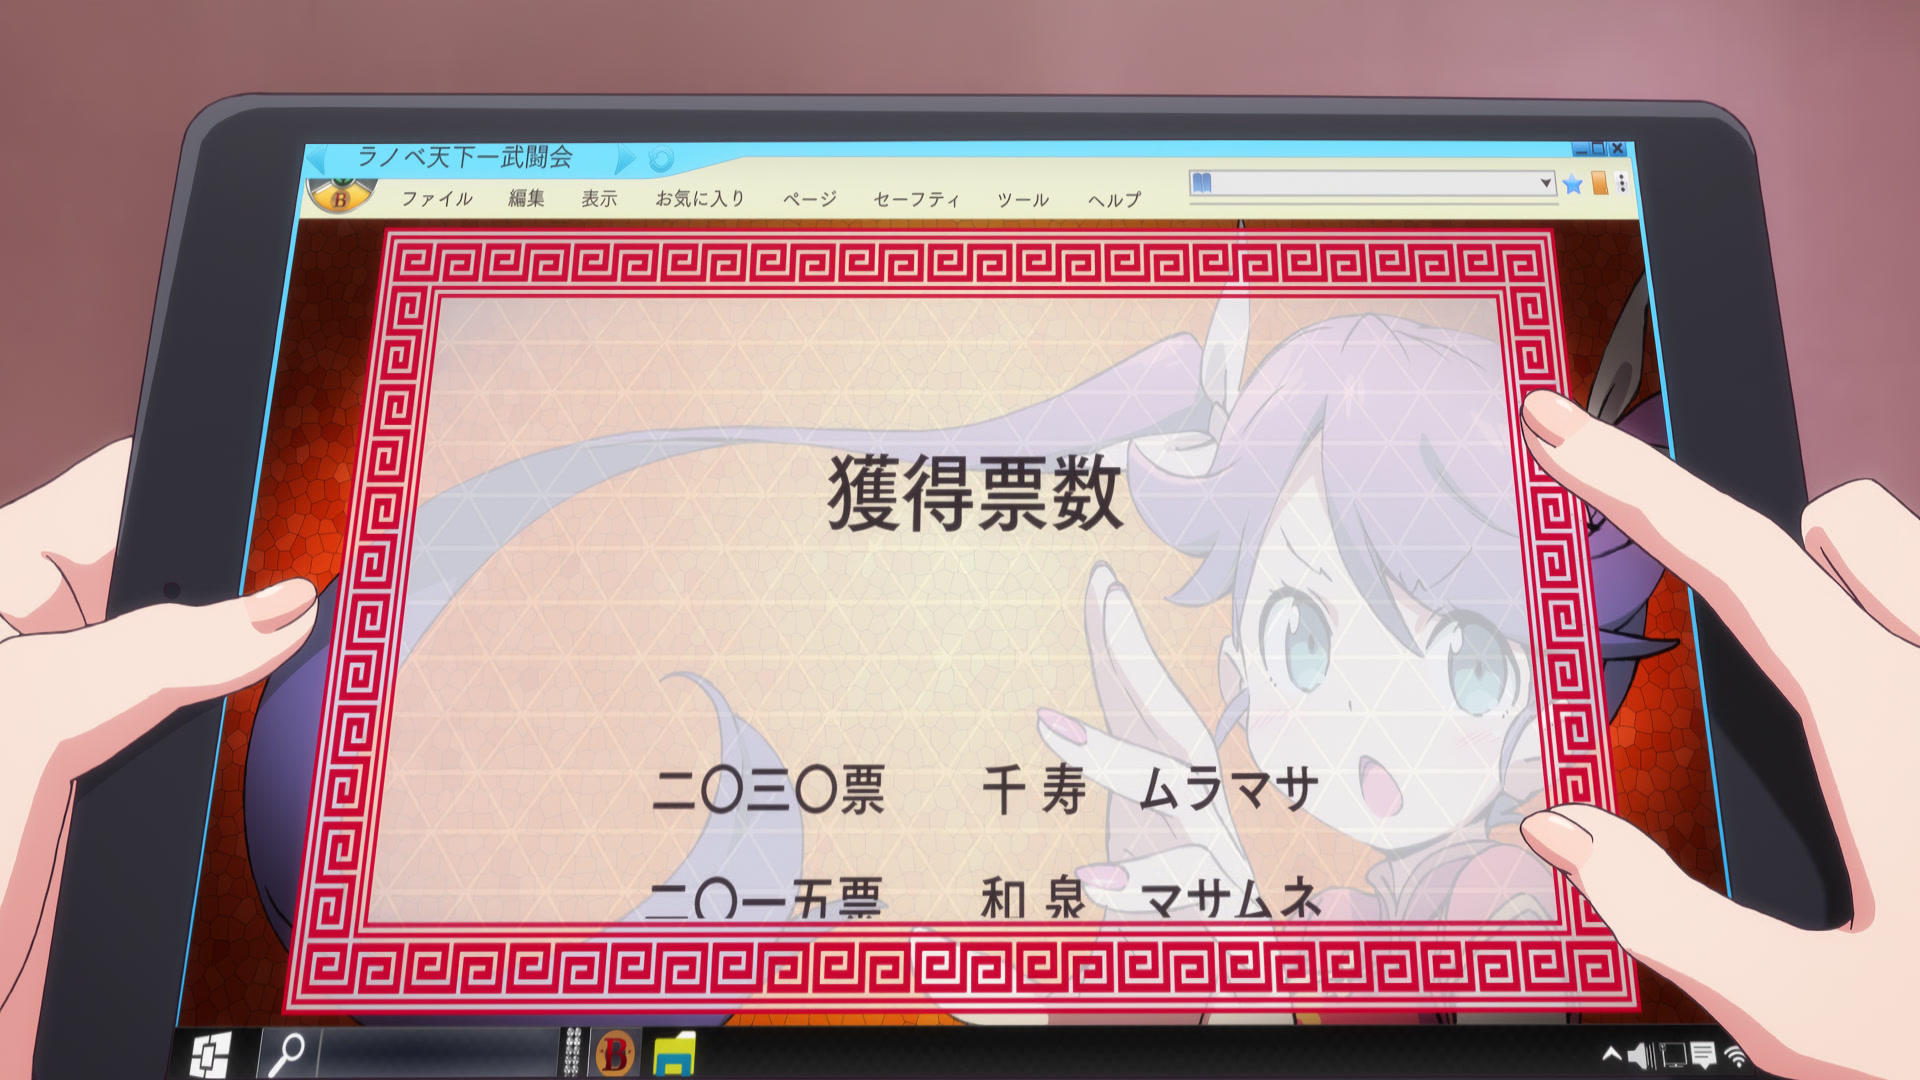 ラノベ天下一武闘会
ファイル 編集 表示 お気に入り ページ セーフティ ツール ヘルプ
B
獲得票数
二〇三〇票 千寿 ムラマサ
二〇一五票 和泉 マサムネ
B